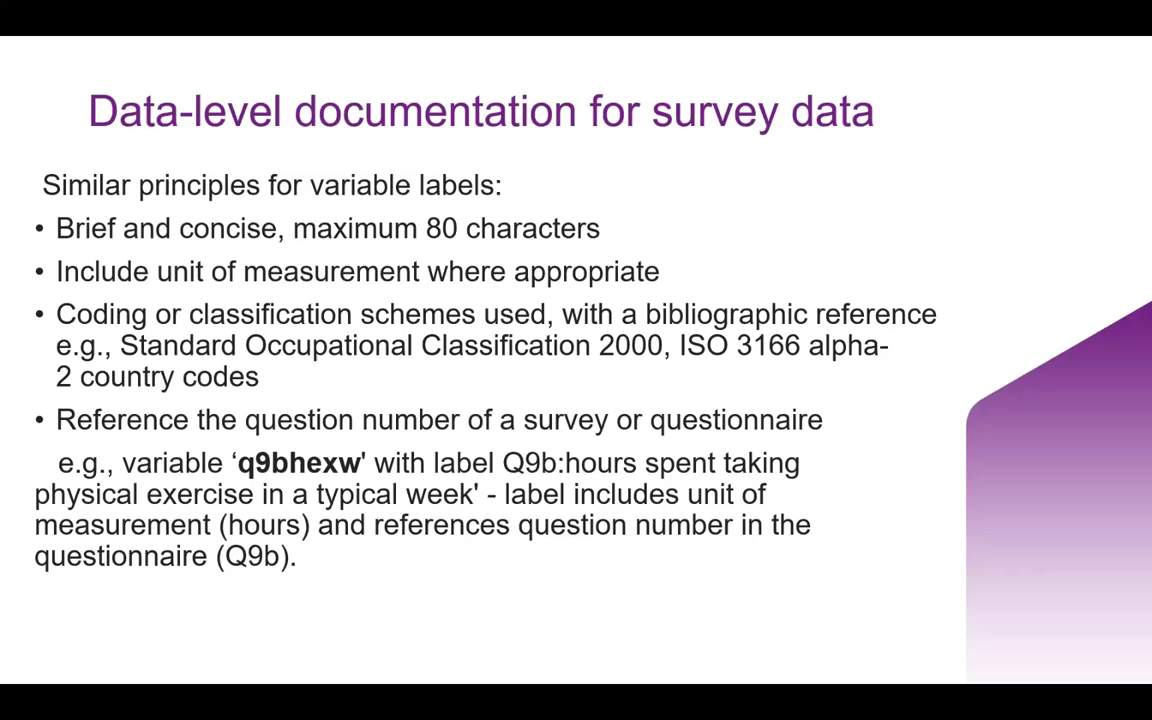 Data-level documentation for survey data
Similar principles for variable labels:
• Brief and concise, maximum 80 characters
• Include unit of measurement where appropriate
• Coding or classification schemes used, with a bibliographic reference
e.g., Standard Occupational Classification 2000, ISO 3166 alpha-
2 country codes
• Reference the question number of a survey or questionnaire
e.g., variable ‘q9bhexw' with label Q9b:hours spent taking
physical exercise in a typical week' - label includes unit of
measurement (hours) and references question number in the
questionnaire (Q9b).